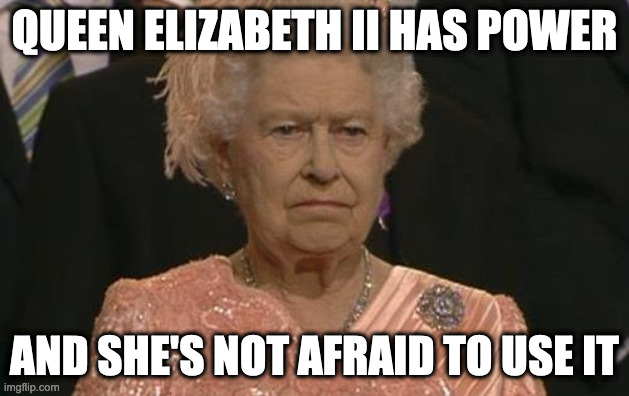 QUEEN ELIZABETH II HAS POWER
AND SHE'S NOT AFRAID TO USE IT
imgflip.com